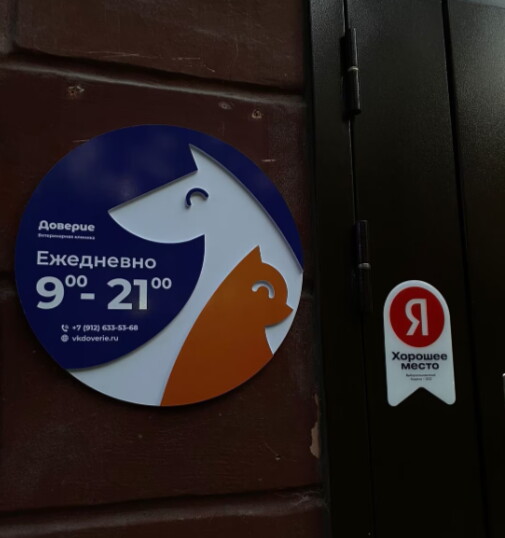 Доверие
Ветеринарная клиника
Ежедневно
9⁰⁰ - 21⁰⁰
+7 (912) 633-53-68
vkdoverie.ru
Я
Хорошее
место